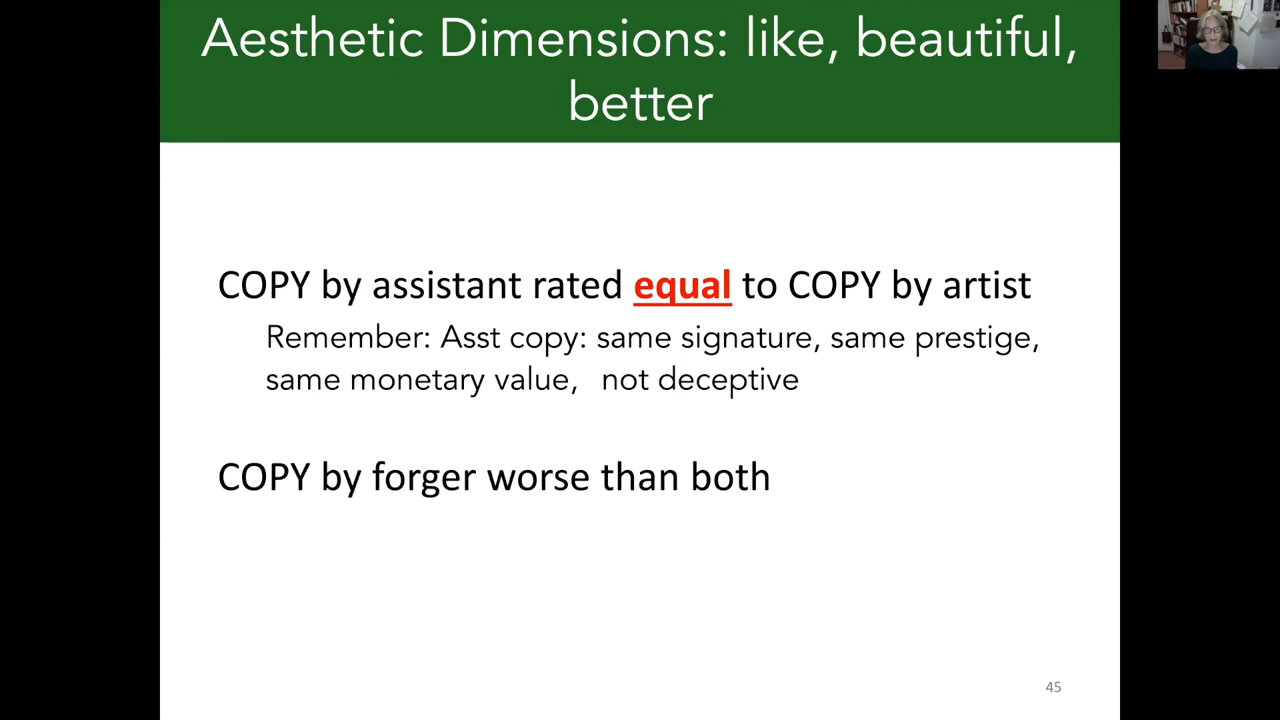 Aesthetic Dimensions: like, beautiful,
better
COPY by assistant rated equal to COPY by artist
Remember: Asst copy: same signature, same prestige,
same monetary value, not deceptive
COPY by forger worse than both
45